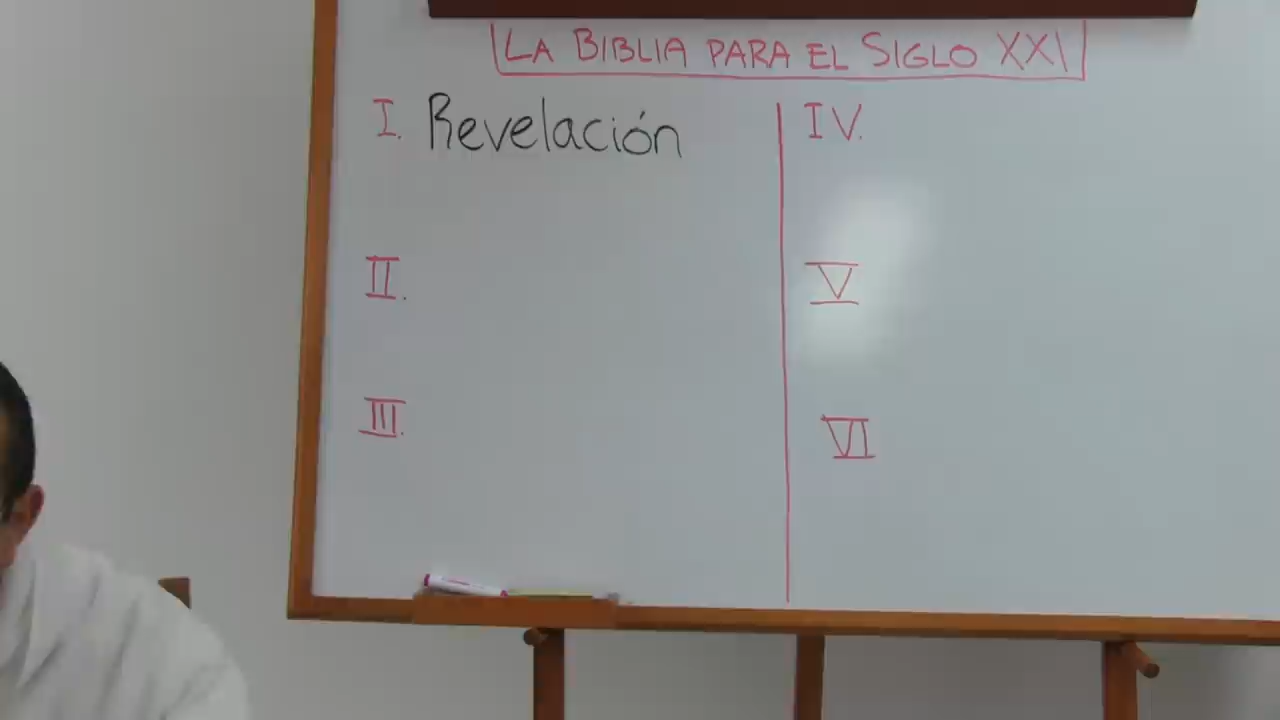 LA BIBLIA PARA EL SIGLO XXI
I. Revelación
II.
III.
IV.
V
VI